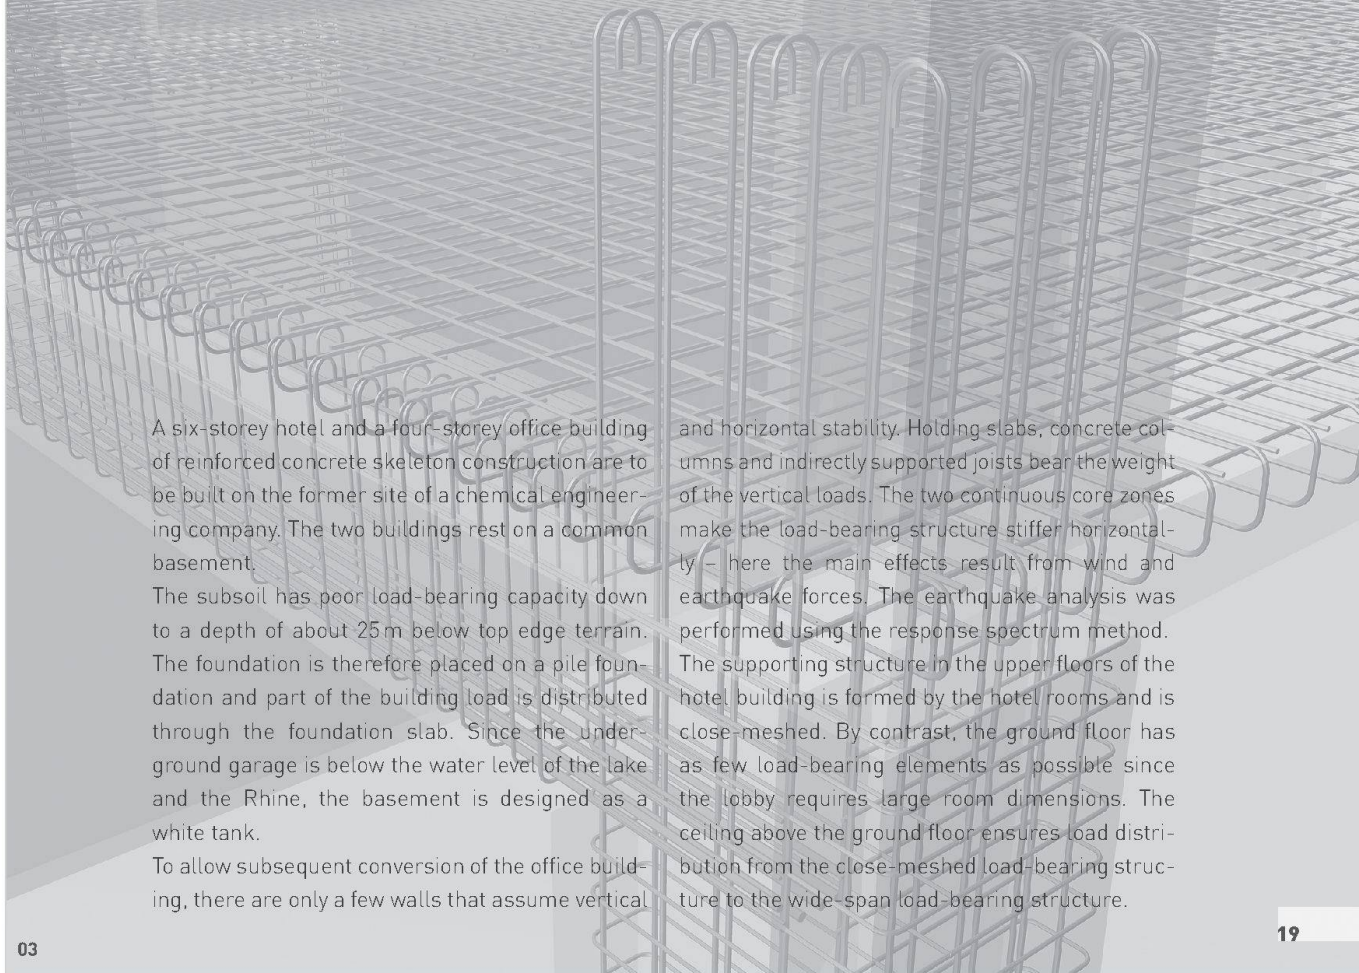 A six-storey hotel and a four-storey office building
of reinforced concrete skeleton construction are to
be built on the former site of a chemical engineer-
ing company. The two buildings rest on a common
basement.
The subsoil has poor load-bearing capacity down
to a depth of about 25 m below top edge terrain.
The foundation is therefore placed on a pile foun-
dation and part of the building load is distributed
through the foundation slab. Since the under-
ground garage is below the water level of the lake
and the Rhine, the basement is designed as a
white tank.
To allow subsequent conversion of the office build-
ing, there are only a few walls that assume vertical
and horizontal stability. Holding slabs, concrete col-
umns and indirectly supported joists bear the weight
of the vertical loads. The two continuous core zones
make the load-bearing structure stiffer horizontal-
ly – here the main effects result from wind and
earthquake forces. The earthquake analysis was
performed using the response spectrum method.
The supporting structure in the upper floors of the
hotel building is formed by the hotel rooms and is
close-meshed. By contrast, the ground floor has
as few load-bearing elements as possible since
the lobby requires large room dimensions. The
ceiling above the ground floor ensures load distri-
bution from the close-meshed load-bearing struc-
ture to the wide-span load-bearing structure.
03
19